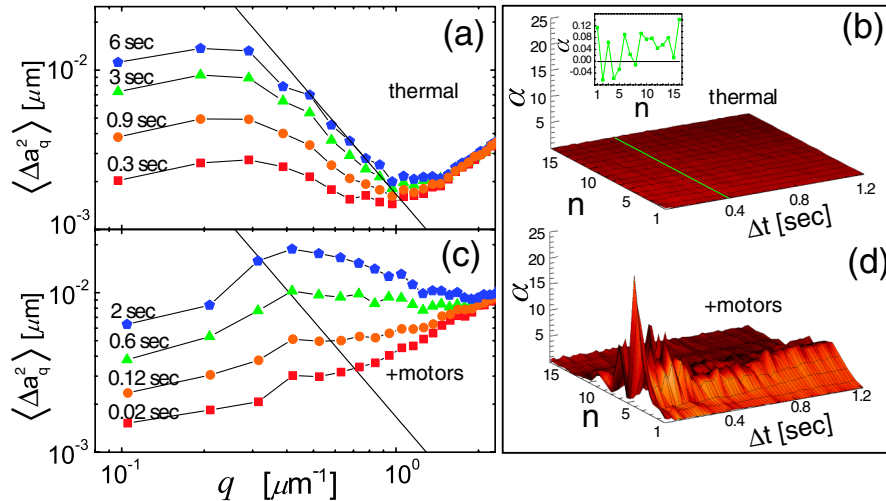 (a)
6 sec
3 sec
0.9 sec
0.3 sec
thermal
⟨Δa_q^2⟩ [μm]
10^-2
10^-3
(c)
2 sec
0.6 sec
0.12 sec
0.02 sec
+motors
⟨Δa_q^2⟩ [μm]
10^-2
10^-3
10^-1
10^0
q [μm^-1]
(b)
α
25
20
15
10
5
α
0.12
0.08
0.04
0.00
-0.04
1
5
10
15
n
thermal
15
10
5
1
n
0.4
0.8
1.2
Δt [sec]
(d)
α
25
20
15
10
5
+motors
15
10
5
1
n
0.4
0.8
1.2
Δt [sec]